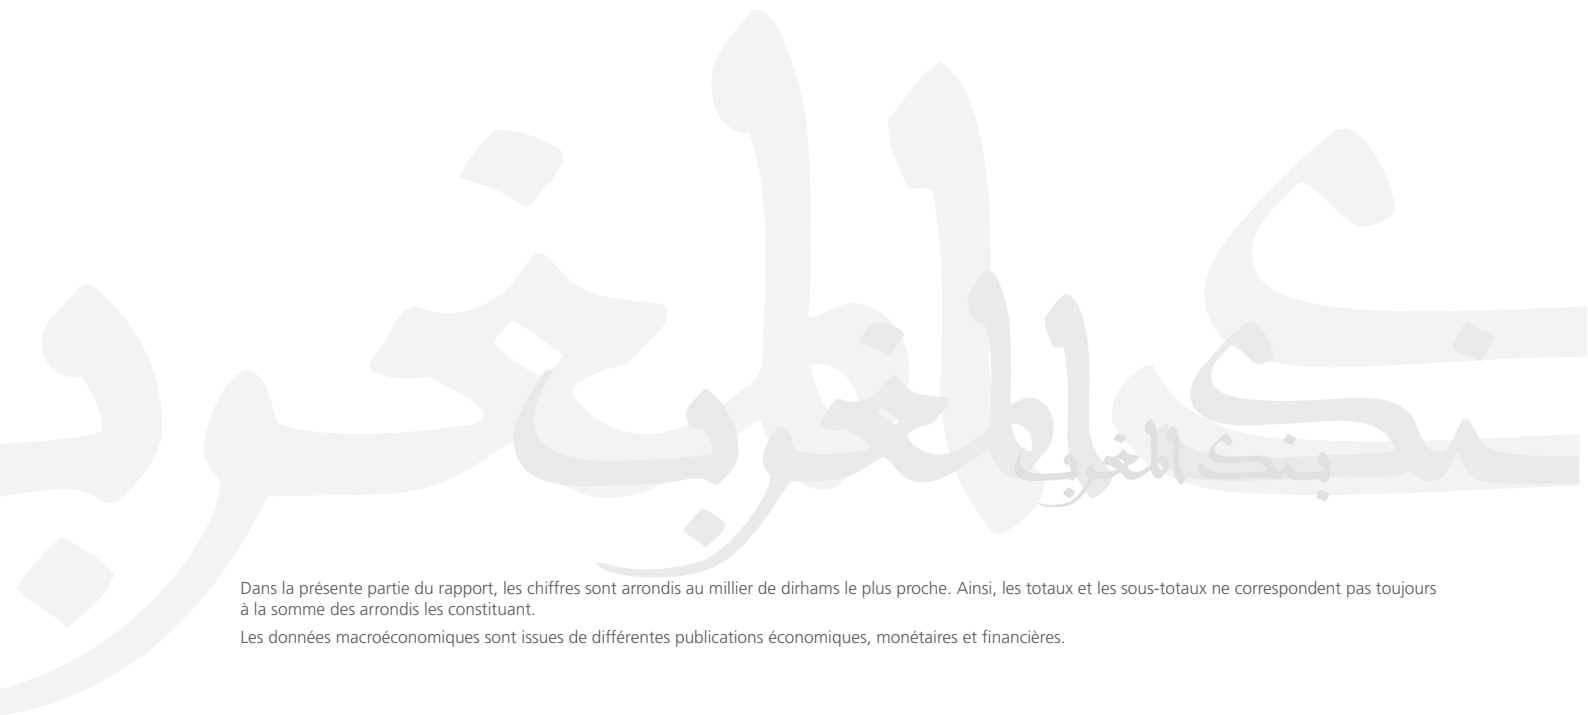 بنك المغرب
Dans la présente partie du rapport, les chiffres sont arrondis au millier de dirhams le plus proche. Ainsi, les totaux et les sous-totaux ne correspondent pas toujours
à la somme des arrondis les constituant.
Les données macroéconomiques sont issues de différentes publications économiques, monétaires et financières.